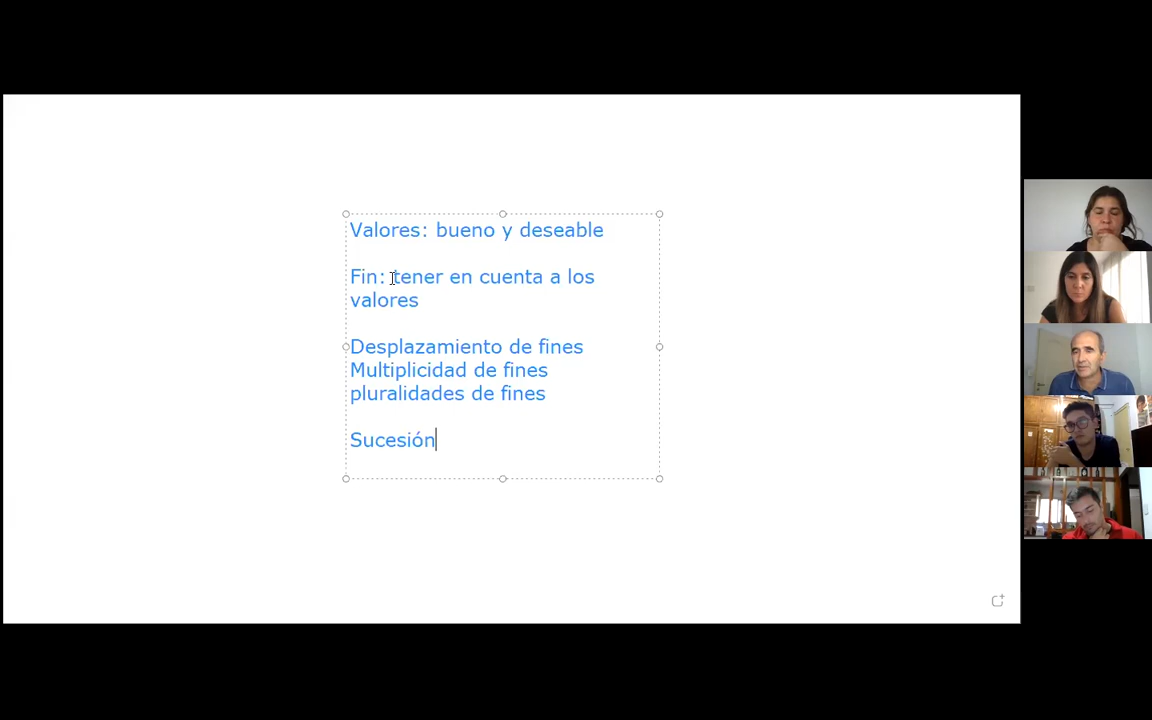 Valores: bueno y deseable
Fin: tener en cuenta a los
valores
Desplazamiento de fines
Multiplicidad de fines
pluralidades de fines
Sucesión